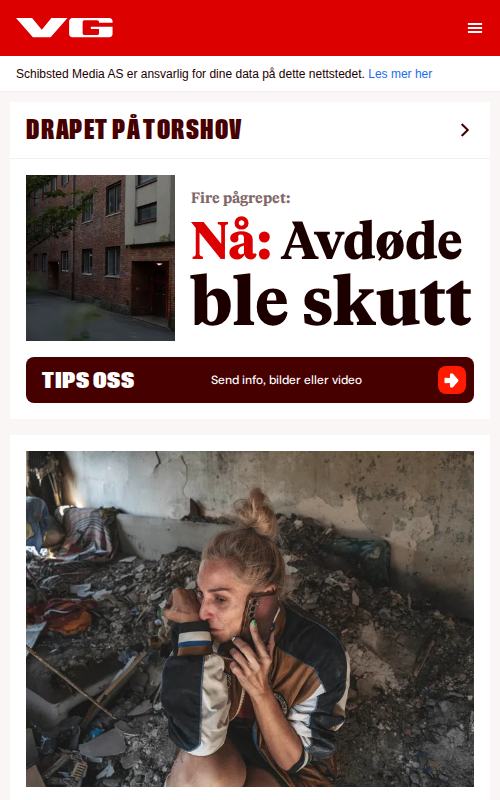 VG
Schibsted Media AS er ansvarlig for dine data på dette nettstedet. Les mer her
DRAPET PÅ TORSHOV
Fire pågrepet:
Nå: Avdøde
ble skutt
TIPS OSS
Send info, bilder eller video